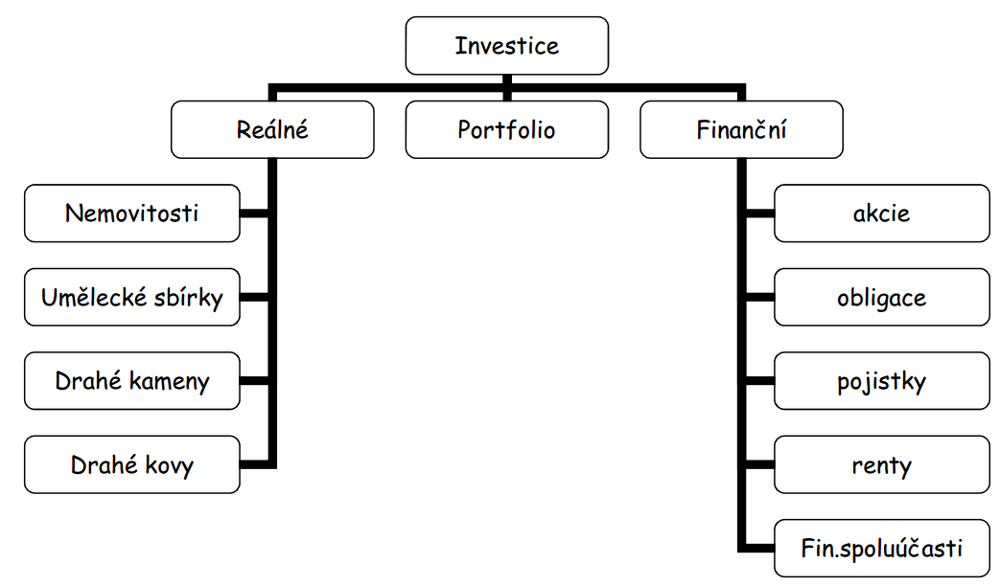 Investice
Reálné
Portfolio
Finanční
Nemovitosti
Umělecké sbírky
Drahé kameny
Drahé kovy
akcie
obligace
pojistky
renty
Fin.spoluúčasti